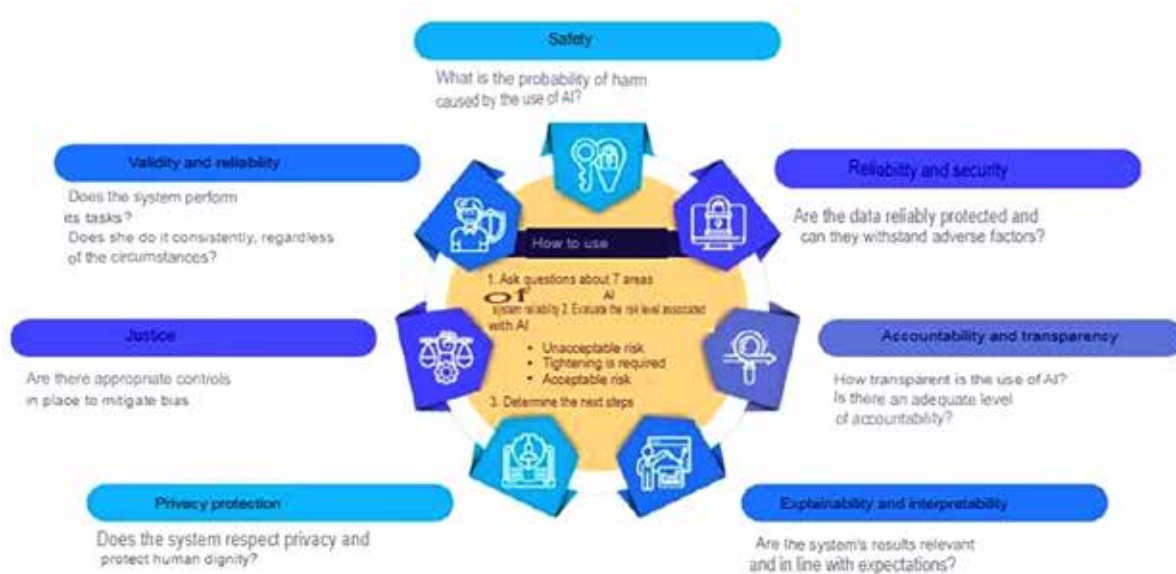 Safety
What is the probability of harm
caused by the use of AI?
Validity and reliability
Does the system perform
its tasks?
Does she do it consistently, regardless
of the circumstances?
Reliability and security
Are the data reliably protected and
can they withstand adverse factors?
How to use
1. Ask questions about 7 areas
of AI
system reliability 2. Evaluate the risk level associated
with AI
• Unacceptable risk
• Tightening is required
• Acceptable risk
3. Determine the next steps
Justice
Are there appropriate controls
in place to mitigate bias
Accountability and transparency
How transparent is the use of AI?
Is there an adequate level
of accountability?
Privacy protection
Does the system respect privacy and
protect human dignity?
Explainability and interpretability
Are the system's results relevant
and in line with expectations?